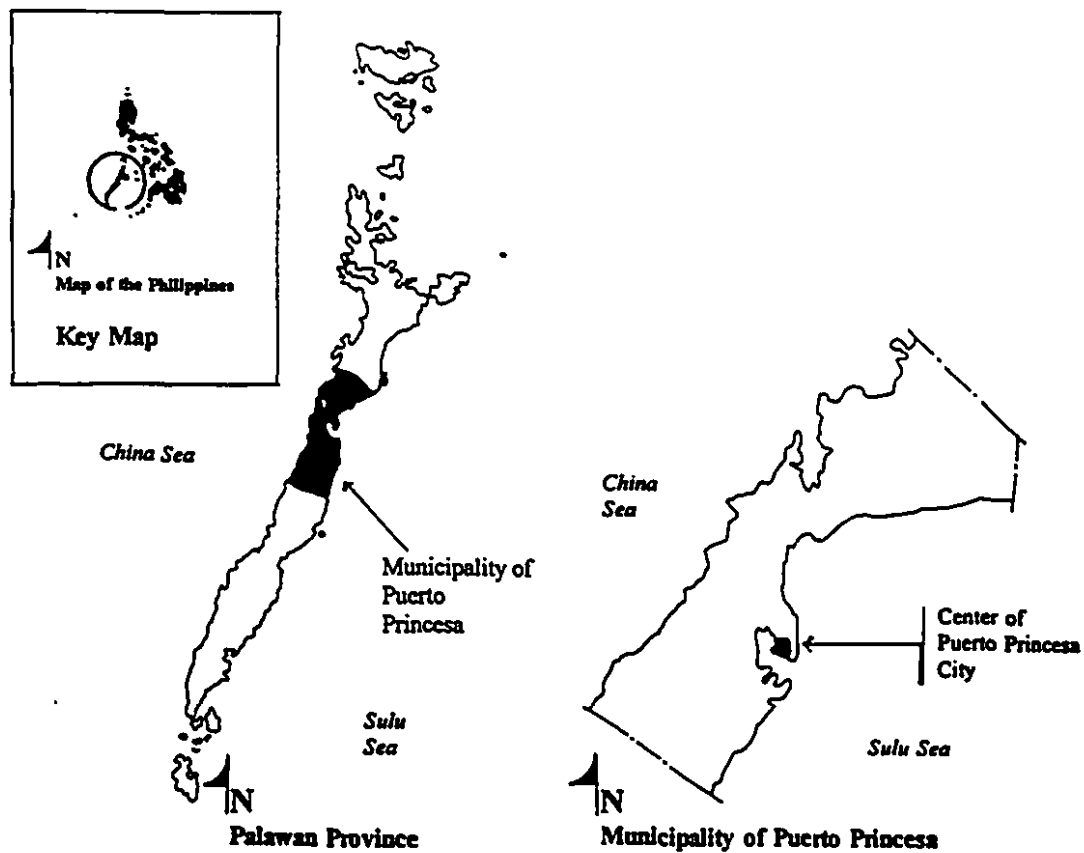 N
Map of the Philippines
Key Map
China Sea
Municipality of
Puerto
Princesa
Sulu
Sea
N
Palawan Province
China
Sea
Center of
Puerto Princesa
City
Sulu Sea
N
Municipality of Puerto Princesa